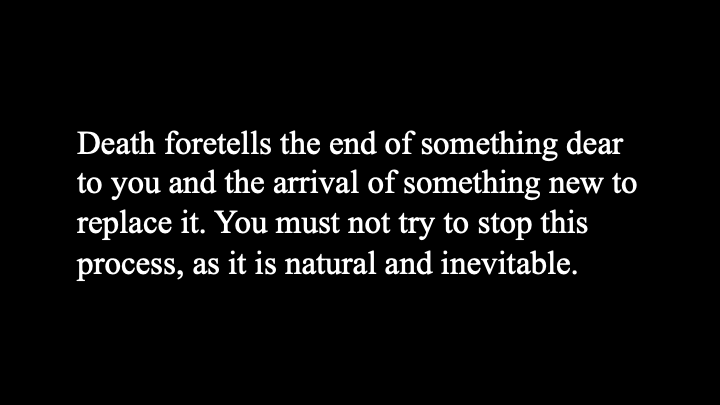 Death foretells the end of something dear
to you and the arrival of something new to
replace it. You must not try to stop this
process, as it is natural and inevitable.